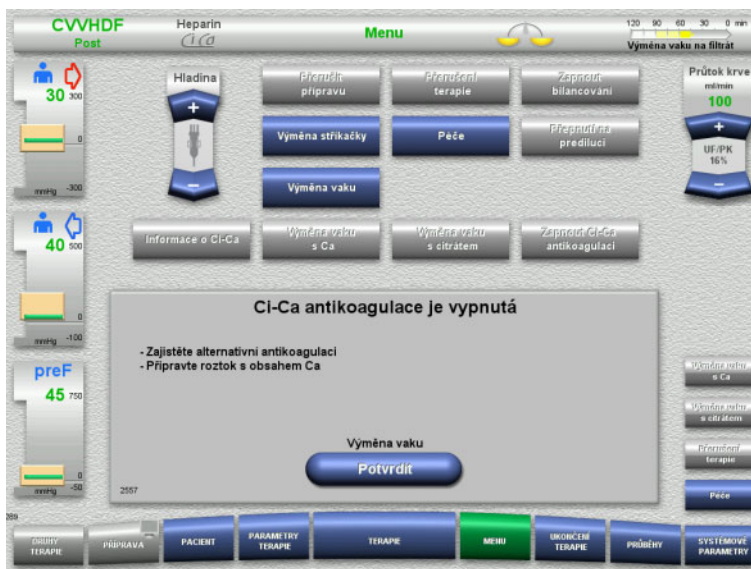 CVVHDF
Post
Heparin
Ci Ca
Menu
120 90 60 30 0 min
Výměna vaku na filtrát
30 300
0
mmHg -300
Hladina
+
−
Přerušit
přípravu
Přerušení
terapie
Zapnout
bilancování
Výměna stříkačky
Péče
Přepnutí na
prediluci
Výměna vaku
Průtok krve
ml/min
100
+
UF/PK
16%
−
40 500
0
mmHg -100
Informace o Ci-Ca
Výměna vaku
s Ca
Výměna vaku
s citrátem
Zapnout Ci-Ca
antikoagulaci
Ci-Ca antikoagulace je vypnutá
- Zajistěte alternativní antikoagulaci
- Připravte roztok s obsahem Ca
Výměna vaku
Potvrdit
2557
preF
45 750
0
mmHg -50
Výměna vaku
s Ca
Výměna vaku
s citrátem
Přerušení
terapie
Péče
269
DRUHY
TERAPIE
PŘÍPRAVA
PACIENT
PARAMETRY
TERAPIE
TERAPIE
MENU
UKONČENÍ
TERAPIE
PRŮBĚHY
SYSTÉMOVÉ
PARAMETRY